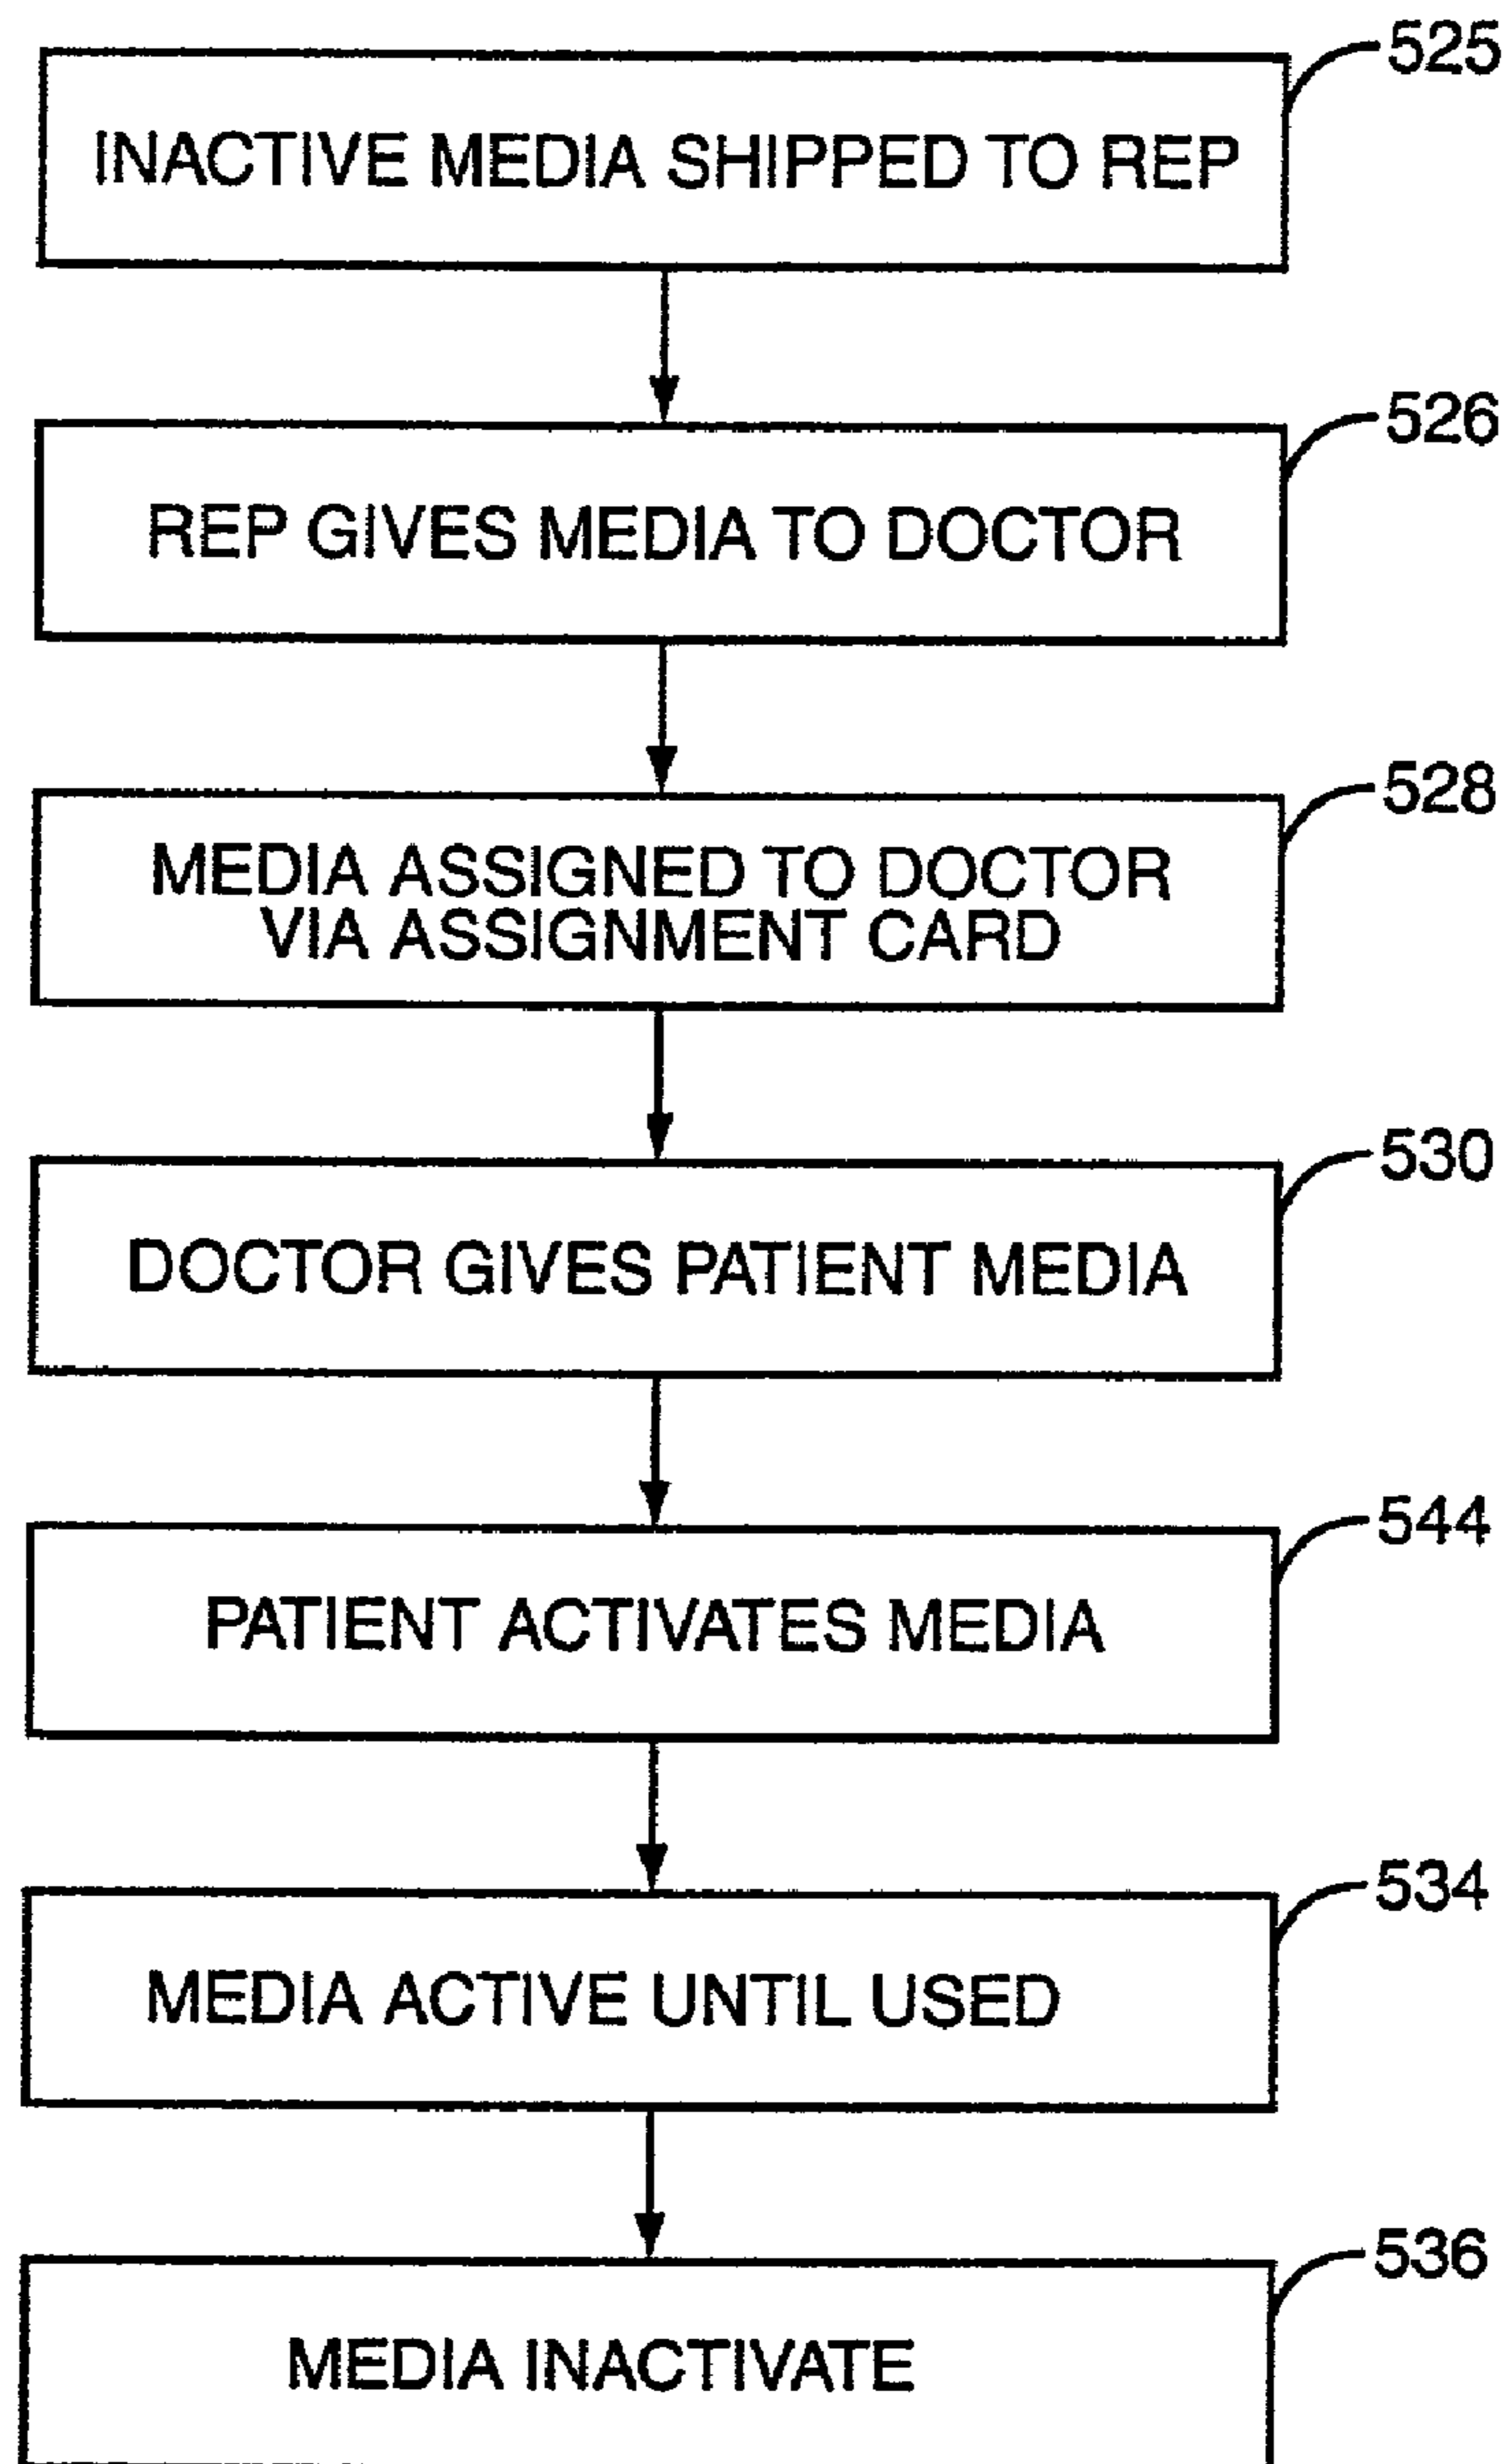 525
INACTIVE MEDIA SHIPPED TO REP
526
REP GIVES MEDIA TO DOCTOR
528
MEDIA ASSIGNED TO DOCTOR
VIA ASSIGNMENT CARD
530
DOCTOR GIVES PATIENT MEDIA
544
PATIENT ACTIVATES MEDIA
534
MEDIA ACTIVE UNTIL USED
536
MEDIA INACTIVATE